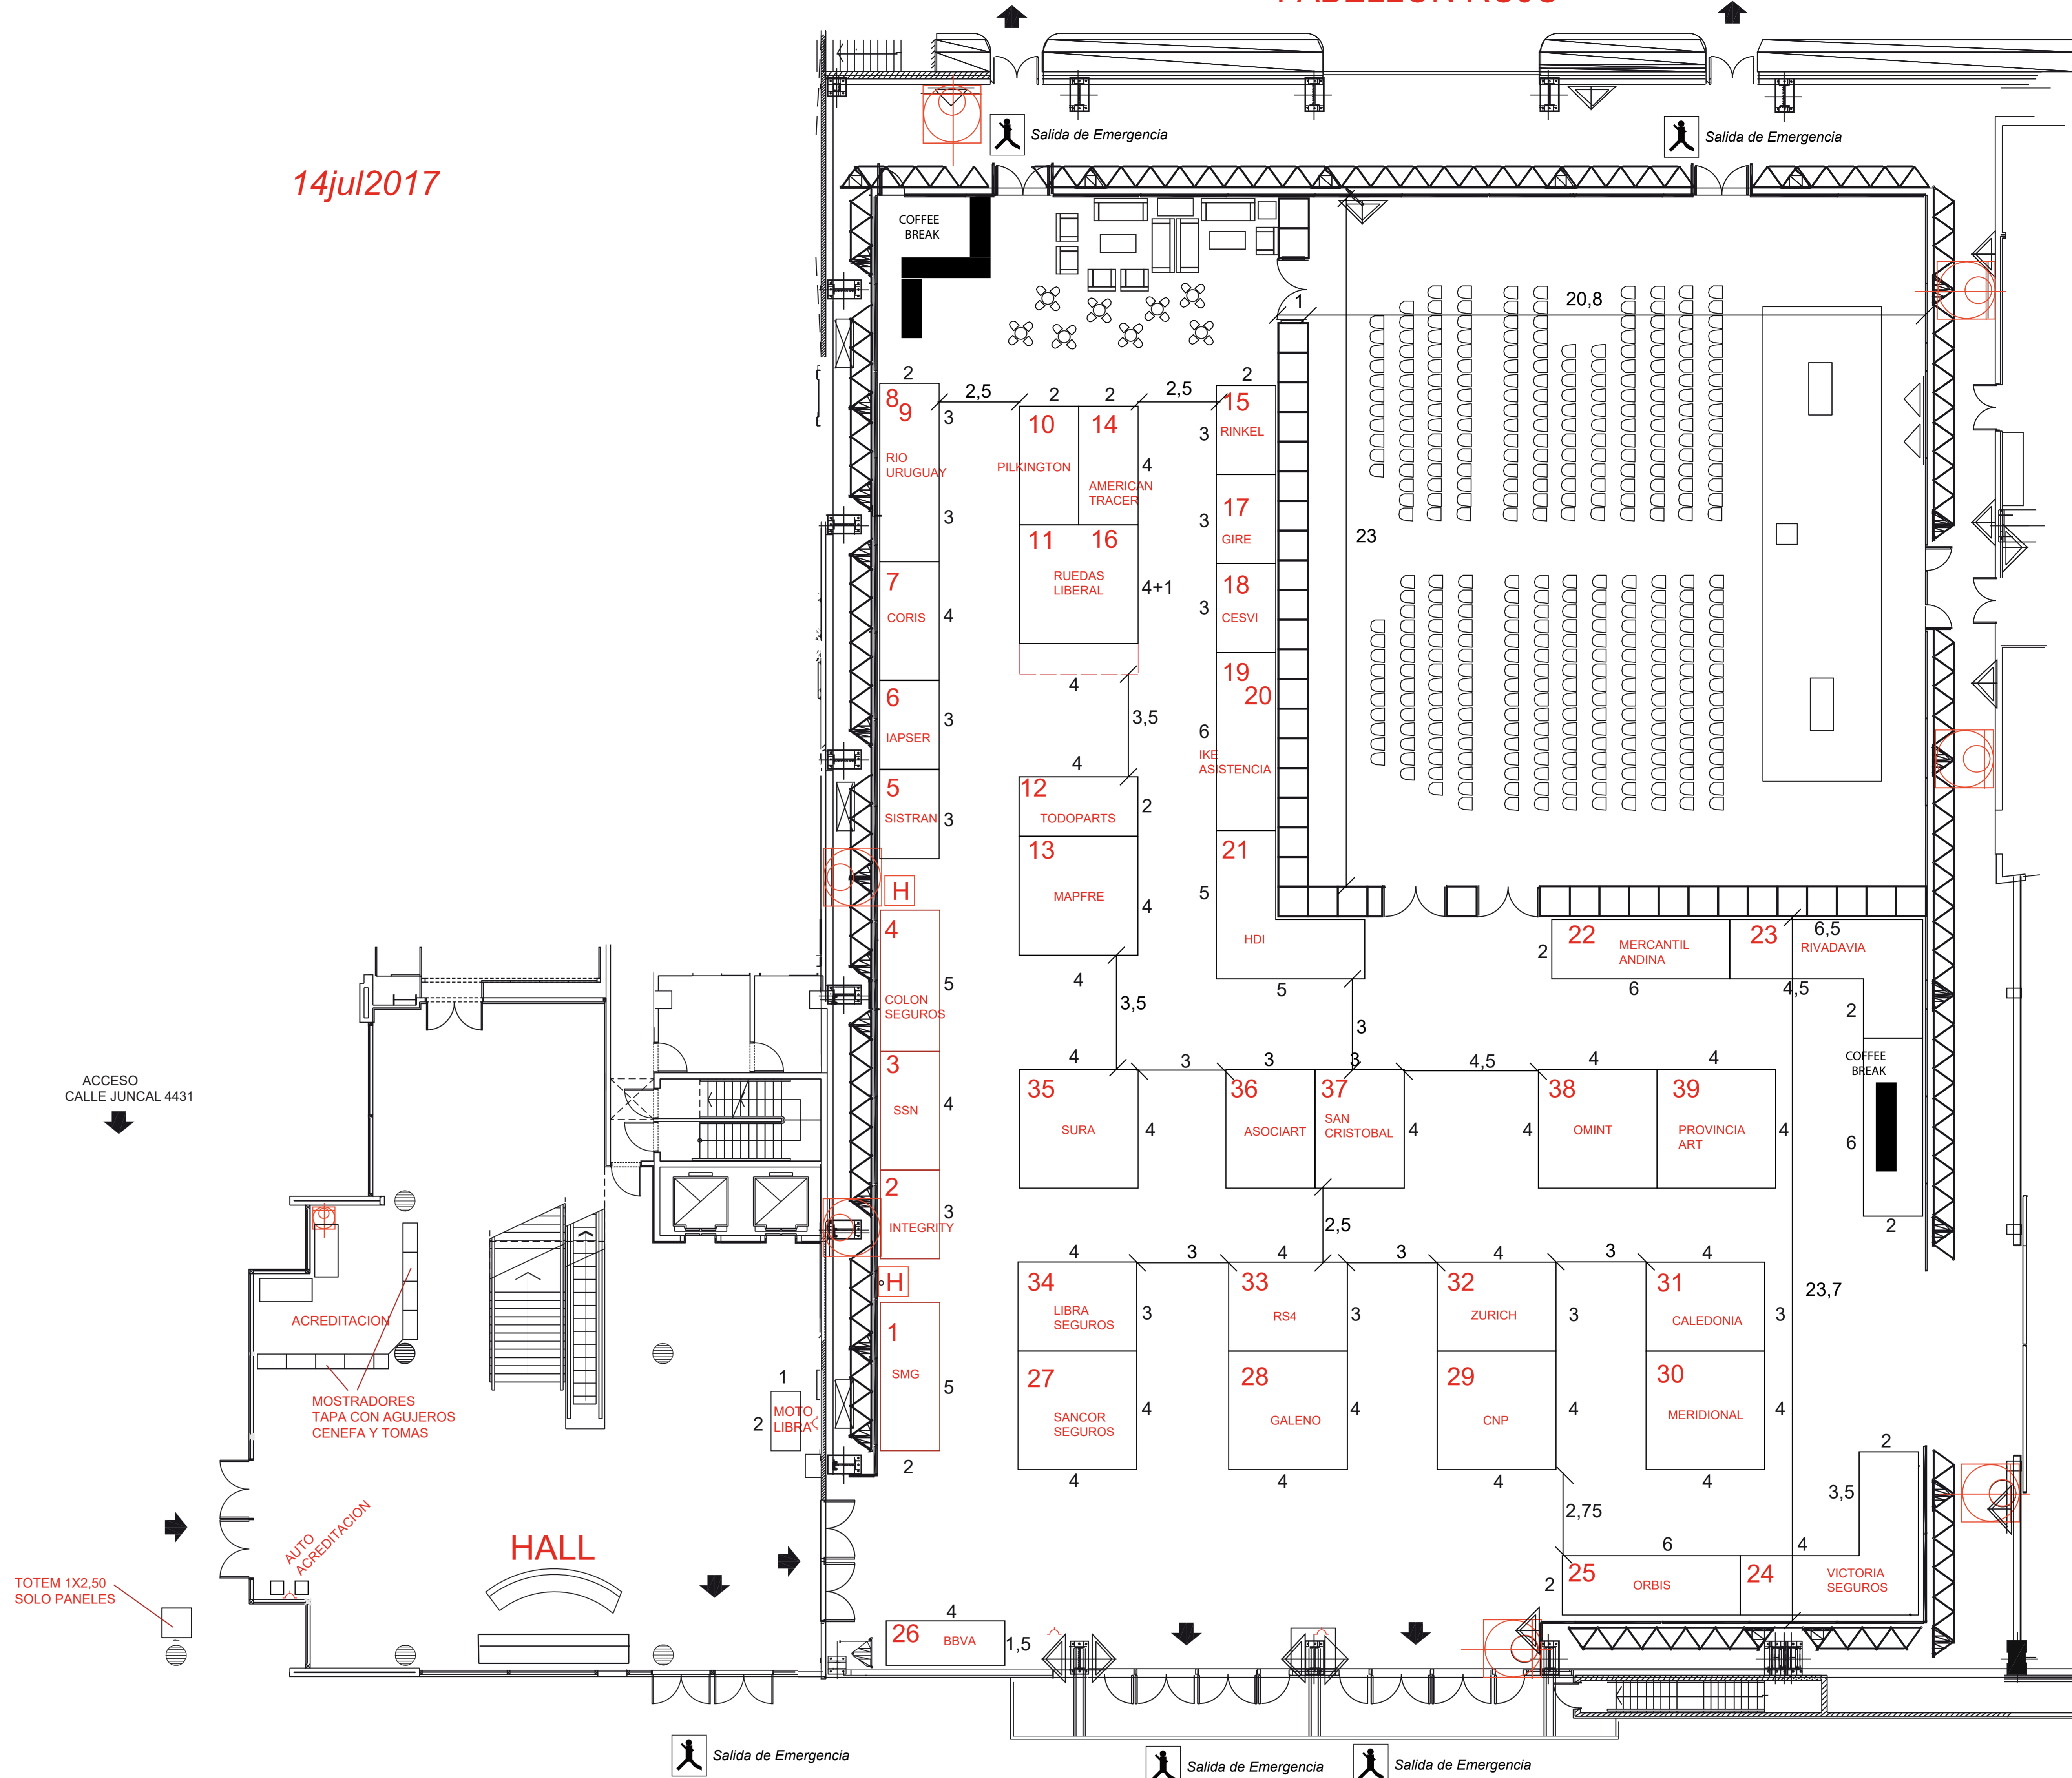 Salida de Emergencia
Salida de Emergencia
14jul2017
COFFEE
BREAK
1
20,8
2
2,5
2
2
2,5
2
8
9
3
RIO
URUGUAY
3
10
PILKINGTON
14
4
AMERICAN
TRACER
15
3
RINKEL
11
16
RUEDAS
LIBERAL
4+1
4
17
3
GIRE
23
7
CORIS
4
18
3
CESVI
6
IAPSER
3
3,5
19
20
6
IKE
ASISTENCIA
5
SISTRAN
3
4
12
TODOPARTS
2
13
MAPFRE
4
4
21
5
HDI
5
H
4
COLON
SEGUROS
5
3,5
3
22
MERCANTIL
ANDINA
2
6
23
6,5
RIVADAVIA
4,5
2
COFFEE
BREAK
6
2
ACCESO
CALLE JUNCAL 4431
3
SSN
4
4
35
SURA
4
3
3
3
36
ASOCIART
37
SAN
CRISTOBAL
4
4,5
4
4
38
OMINT
4
39
PROVINCIA
ART
4
2
INTEGRITY
3
2,5
H
4
3
4
3
4
3
4
34
LIBRA
SEGUROS
3
33
RS4
3
32
ZURICH
3
31
CALEDONIA
3
23,7
ACREDITACION
1
SMG
5
2
27
SANCOR
SEGUROS
4
4
28
GALENO
4
4
29
CNP
4
4
30
MERIDIONAL
4
4
MOSTRADORES
TAPA CON AGUJEROS
CENEFA Y TOMAS
1
2
MOTO
LIBRA
2
3,5
2,75
AUTO
ACREDITACION
HALL
TOTEM 1X2,50
SOLO PANELES
6
4
2
25
ORBIS
24
VICTORIA
SEGUROS
4
26
BBVA
1,5
Salida de Emergencia
Salida de Emergencia
Salida de Emergencia